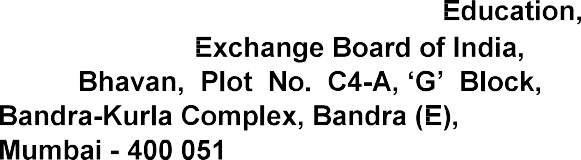 Education,
Exchange Board of India,
Bhavan, Plot No. C4-A, ‘G’ Block,
Bandra-Kurla Complex, Bandra (E),
Mumbai - 400 051